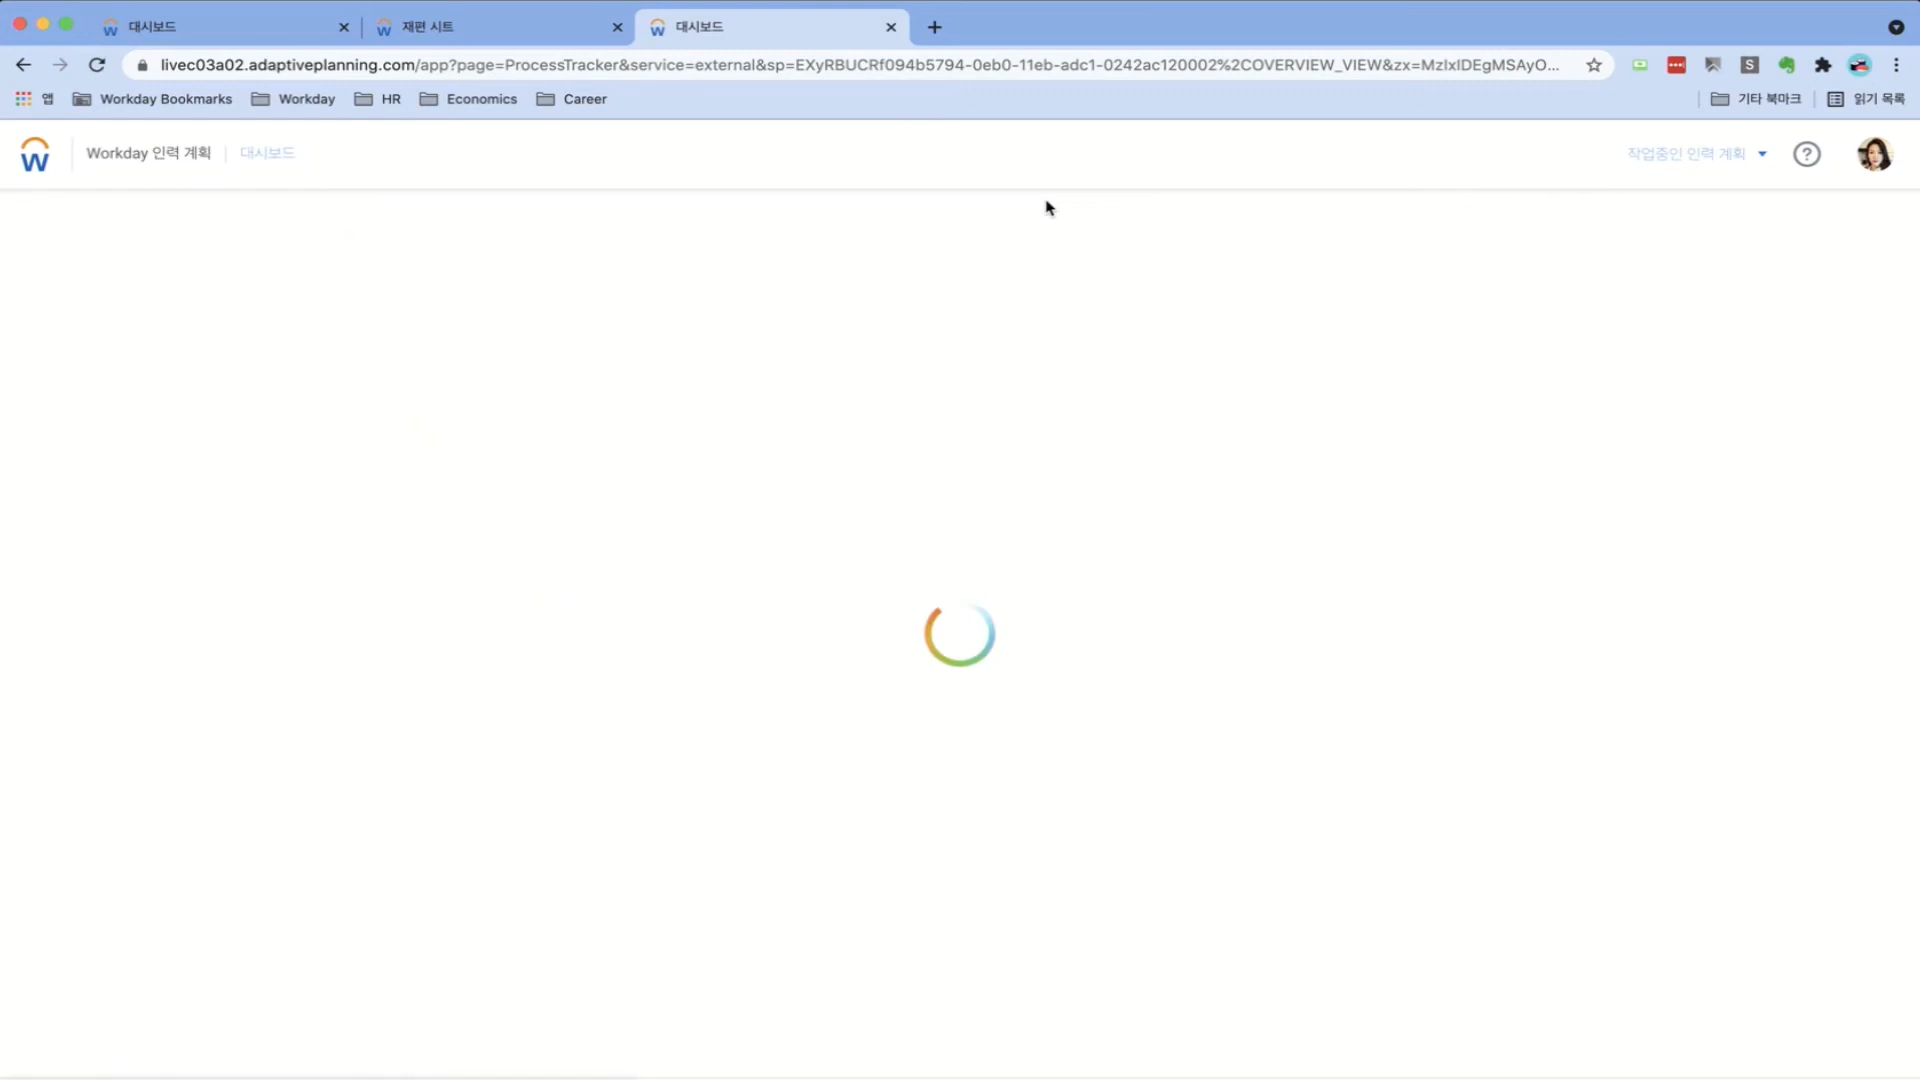 대시보드
재편 시트
대시보드
livec03a02.adaptiveplanning.com/app?page=ProcessTracker&service=external&sp=EXyRBUCRf094b5794-0eb0-11eb-adc1-0242ac120002%2COVERVIEW_VIEW&zx=MzIxIDEgMSAyO...
앱
Workday Bookmarks
Workday
HR
Economics
Career
기타 북마크
읽기 목록
Workday 인력 계획
대시보드
작업중인 인력 계획